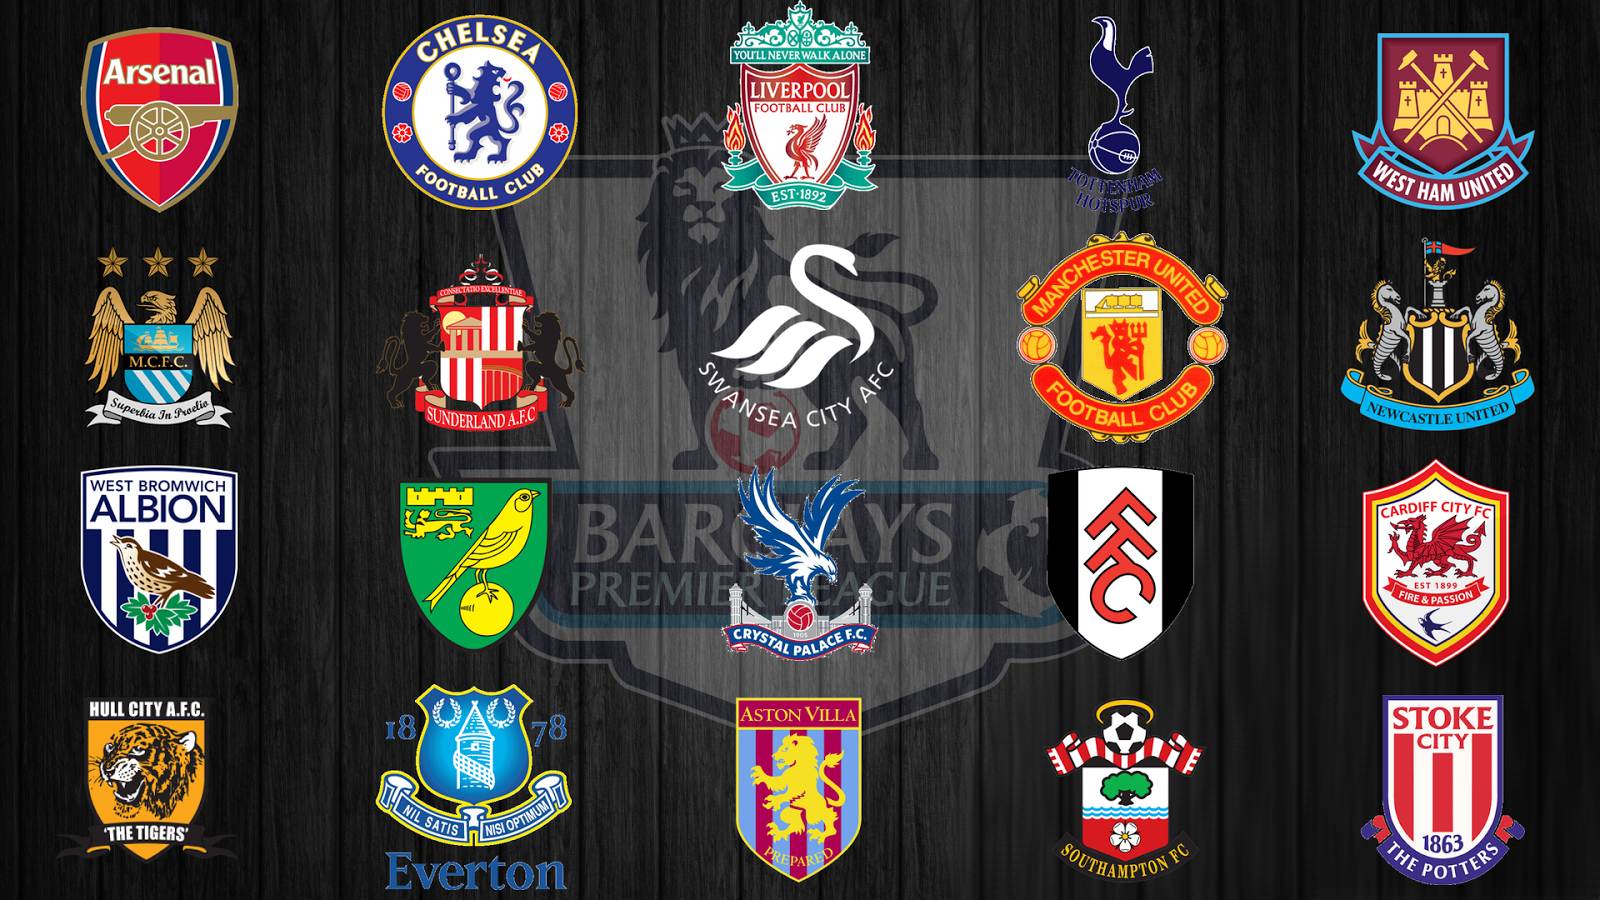 Arsenal
CHELSEA
FOOTBALL CLUB
YOU'LL NEVER WALK ALONE
LIVERPOOL
FOOTBALL CLUB
EST·1892
TOTTENHAM
HOTSPUR
WEST HAM UNITED
M.C.F.C.
Superbia In Proelio
CONSECTATIO EXCELLENTIAE
SUNDERLAND A.F.C
SWANSEA CITY AFC
MANCHESTER UNITED
FOOTBALL CLUB
NEWCASTLE UNITED
WEST BROMWICH
ALBION
BARCLAYS
PREMIER LEAGUE
1905
CRYSTAL PALACE F.C.
FFC
CARDIFF CITY FC
EST 1899
FIRE & PASSION
HULL CITY A.F.C.
'THE TIGERS'
1878
NIL SATIS NISI OPTIMUM
Everton
ASTON VILLA
PREPARED
SOUTHAMPTON FC
STOKE
CITY
1863
THE POTTERS